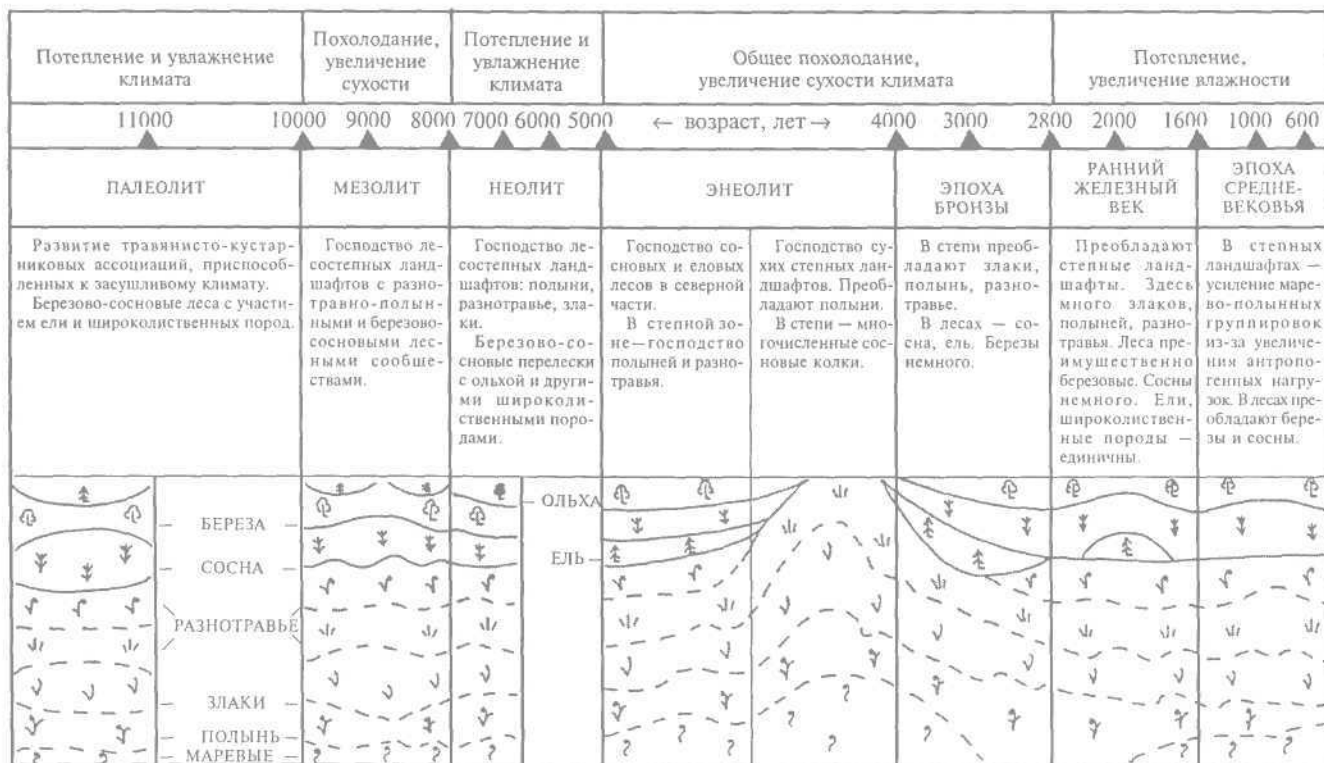 Потепление и увлажнение
климата
Похолодание,
увеличение
сухости
Потепление и
увлажнение
климата
Общее похолодание,
увеличение сухости климата
Потепление,
увеличение влажности
11000 10000 9000 8000 7000 6000 5000 ← возраст, лет → 4000 3000 2800 2000 1600 1000 600
ПАЛЕОЛИТ
МЕЗОЛИТ
НЕОЛИТ
ЭНЕОЛИТ
ЭПОХА
БРОНЗЫ
РАННИЙ
ЖЕЛЕЗНЫЙ
ВЕК
ЭПОХА
СРЕДНЕ-
ВЕКОВЬЯ
Развитие травянисто-кустар-
никовых ассоциаций, приспособ-
ленных к засушливому климату.
Березово-сосновые леса с участи-
ем ели и широколиственных пород.
Господство ле-
состепных ланд-
шафтов с разно-
травно-полын-
ными и березово-
сосновыми лес-
ными сообще-
ствами.
Господство ле-
состепных ланд-
шафтов: полыни,
разнотравье, зла-
ки.
Березово-со-
сновые перелески
с ольхой и други-
ми широколи-
ственными поро-
дами.
Господство со-
сновых и еловых
лесов в северной
части.
В степной зо-
не—господство
полыней и разно-
травья.
Господство су-
хих степных лан-
дшафтов. Преоб-
ладают полыни.
В степи — мно-
гочисленные сос-
новые колки.
В степи преоб-
ладают злаки,
полынь, разно-
травье.
В лесах — со-
сна, ель. Березы
немного.
Преобладают
степные ланд-
шафты. Здесь
много злаков,
полыней, разно-
травья. Леса пре-
имущественно
березовые. Сосны
немного. Ели,
широколиствен-
ные породы —
единичны.
В степных
ландшафтах —
усиление маре-
во-полынных
группировок
из-за увеличе-
ния антропо-
генных нагру-
зок. В лесах пре-
обладают бере-
зы и сосны.
БЕРЕЗА
СОСНА
РАЗНОТРАВЬЕ
ЗЛАКИ
ПОЛЫНЬ
МАРЕВЫЕ
ОЛЬХА
ЕЛЬ